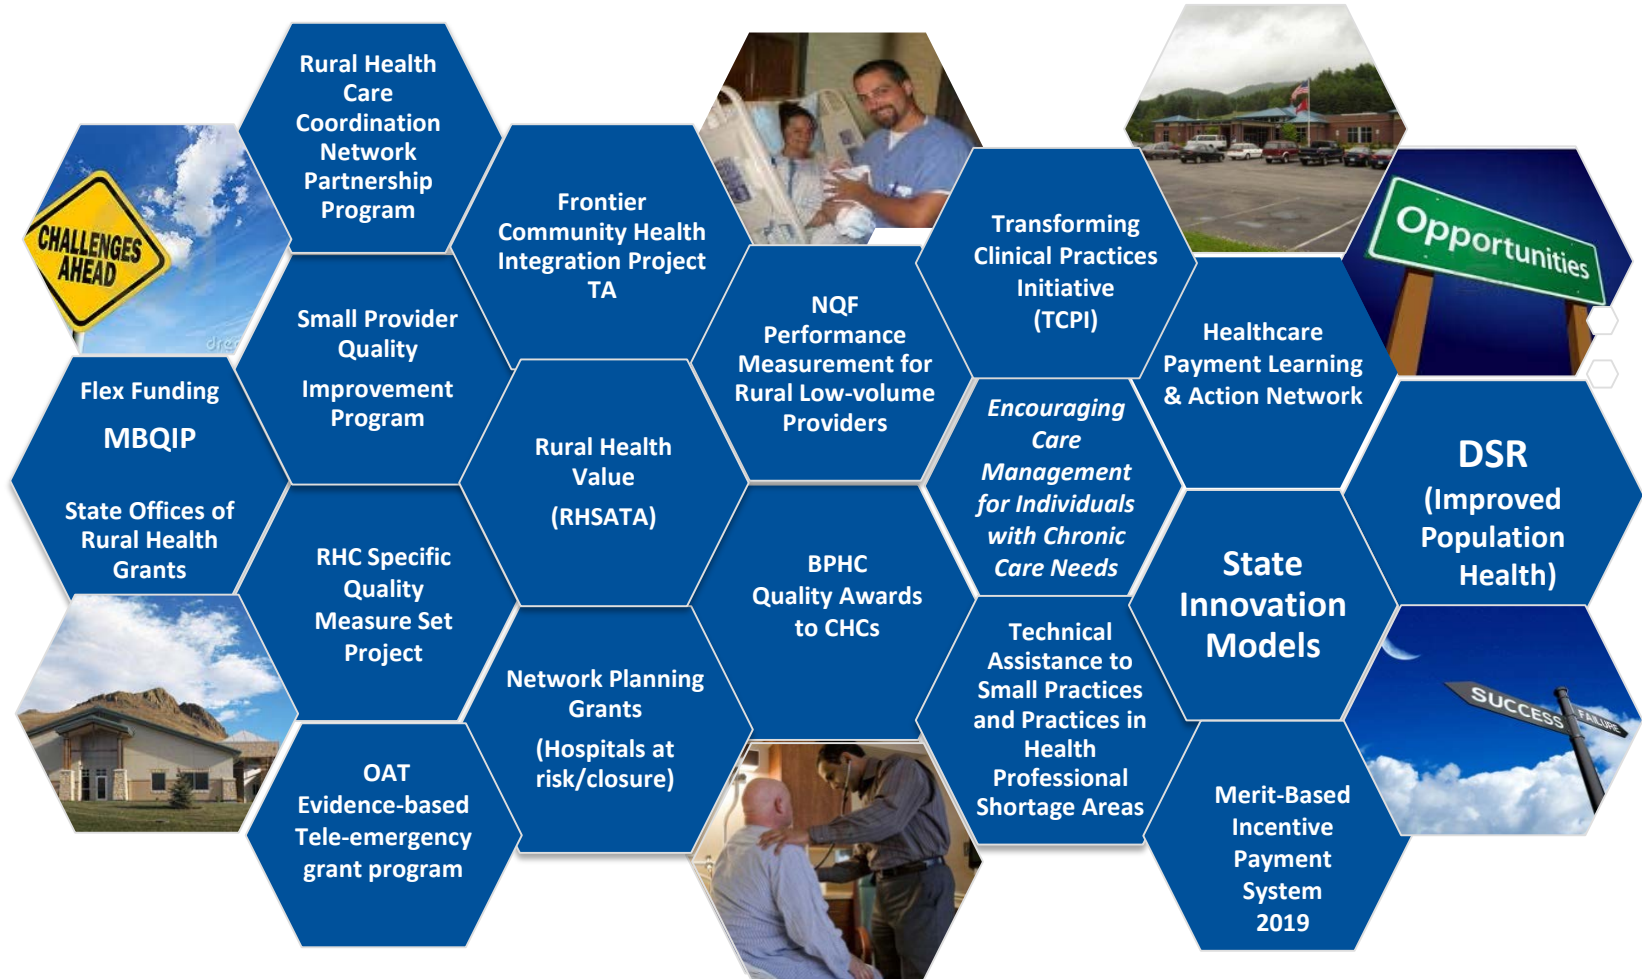 Rural Health
Care
Coordination
Network
Partnership
Program
CHALLENGES
AHEAD
Frontier
Community Health
Integration Project
TA
Transforming
Clinical Practices
Initiative
(TCPI)
Opportunities
Small Provider
Quality
Improvement
Program
NQF
Performance
Measurement for
Rural Low-volume
Providers
Healthcare
Payment Learning
& Action Network
Flex Funding
MBQIP
State Offices of
Rural Health
Grants
Rural Health
Value
(RHSATA)
Encouraging
Care
Management
for Individuals
with Chronic
Care Needs
DSR
(Improved
Population
Health)
RHC Specific
Quality
Measure Set
Project
BPHC
Quality Awards
to CHCs
State
Innovation
Models
Network Planning
Grants
(Hospitals at
risk/closure)
Technical
Assistance to
Small Practices
and Practices in
Health
Professional
Shortage Areas
SUCCESS
FAILURE
OAT
Evidence-based
Tele-emergency
grant program
Merit-Based
Incentive
Payment
System
2019